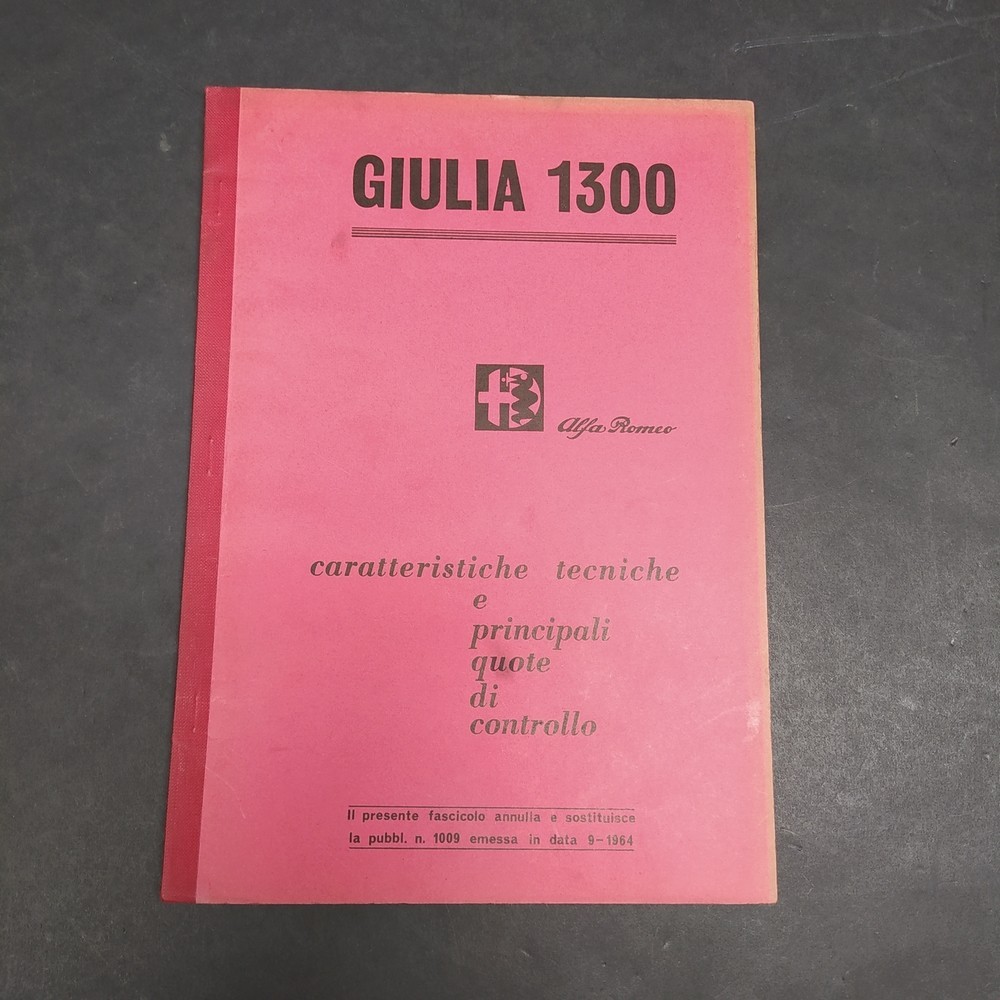 GIULIA 1300
Alfa Romeo
caratteristiche tecniche
e
principali
quote
di
controllo
Il presente fascicolo annulla e sostituisce
la pubbl. n. 1009 emessa in data 9-1964